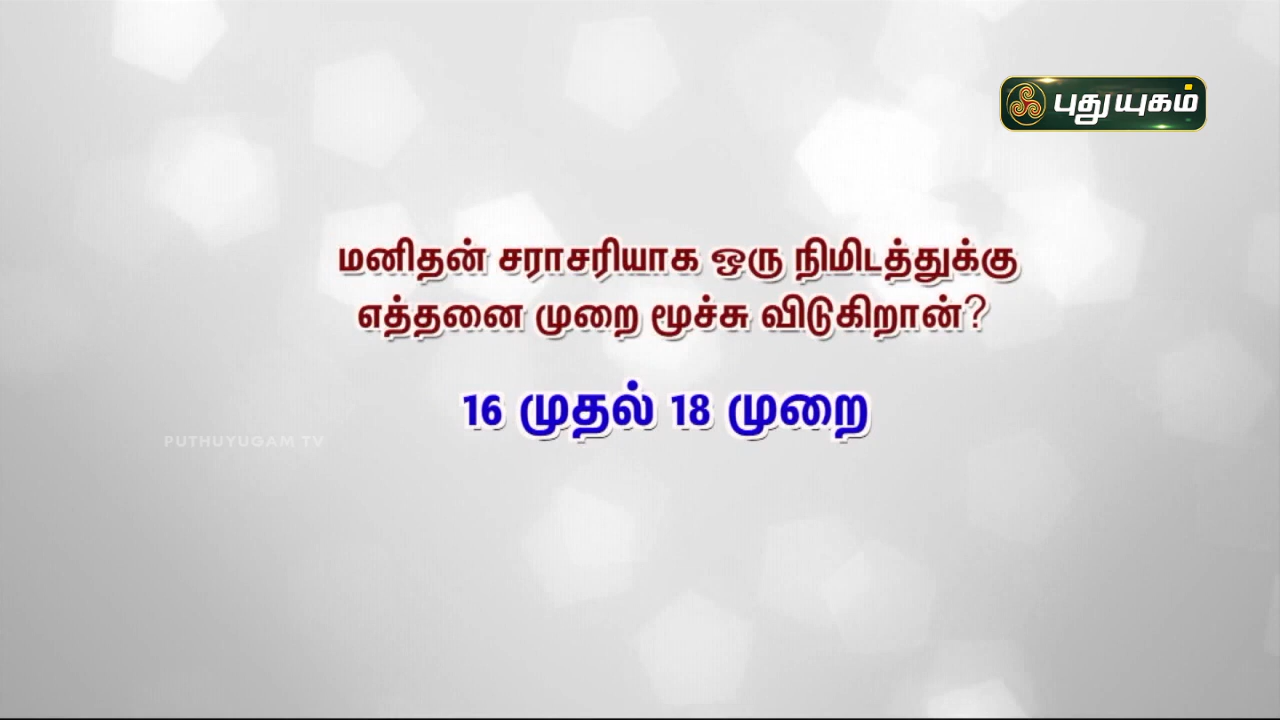 புதுயுகம்
மனிதன் சராசரியாக ஒரு நிமிடத்துக்கு
எத்தனை முறை மூச்சு விடுகிறான்?
16 முதல் 18 முறை
PUTHUYUGAM TV